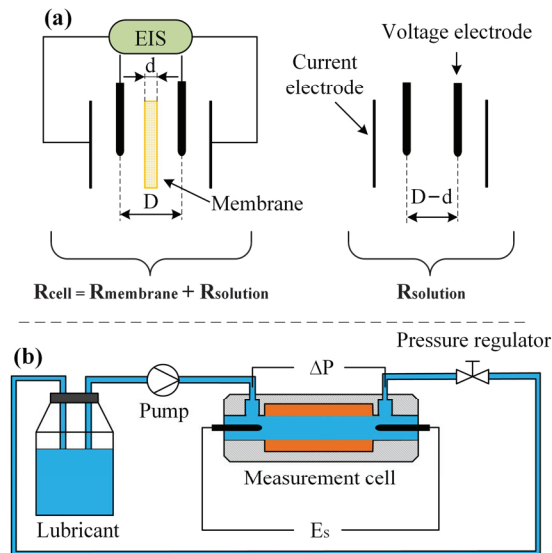 (a)
EIS
d
Voltage electrode
Current
electrode
D
Membrane
D-d
Rcell = Rmembrane + Rsolution
Rsolution
(b)
Pressure regulator
ΔP
Pump
Measurement cell
Lubricant
Es